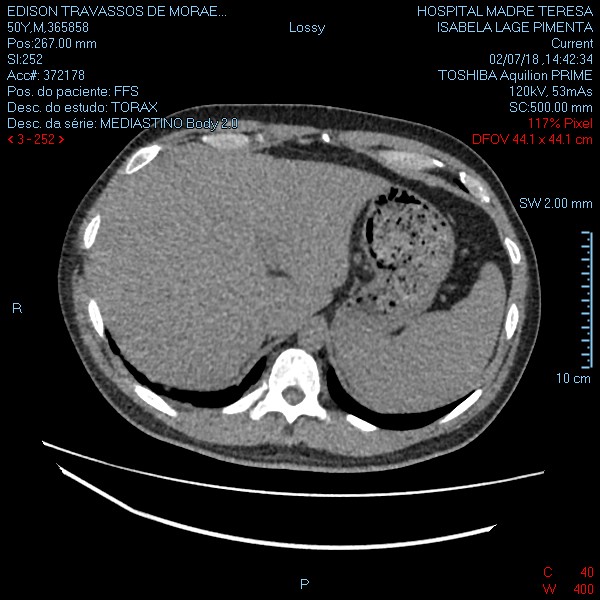 EDISON TRAVASSOS DE MORAE...
50Y,M,365858
Pos:267.00 mm
SI:252
Acc#: 372178
Pos. do paciente: FFS
Desc. do estudo: TORAX
Desc. da série: MEDIASTINO Body 2.0
< 3 - 252 >
Lossy
HOSPITAL MADRE TERESA
ISABELA LAGE PIMENTA
Current
02/07/18 ,14:42:34
TOSHIBA Aquilion PRIME
120kV, 53mAs
SC:500.00 mm
117% Pixel
DFOV 44.1 x 44.1 cm
SW 2.00 mm
R
10 cm
P
C 40
W 400